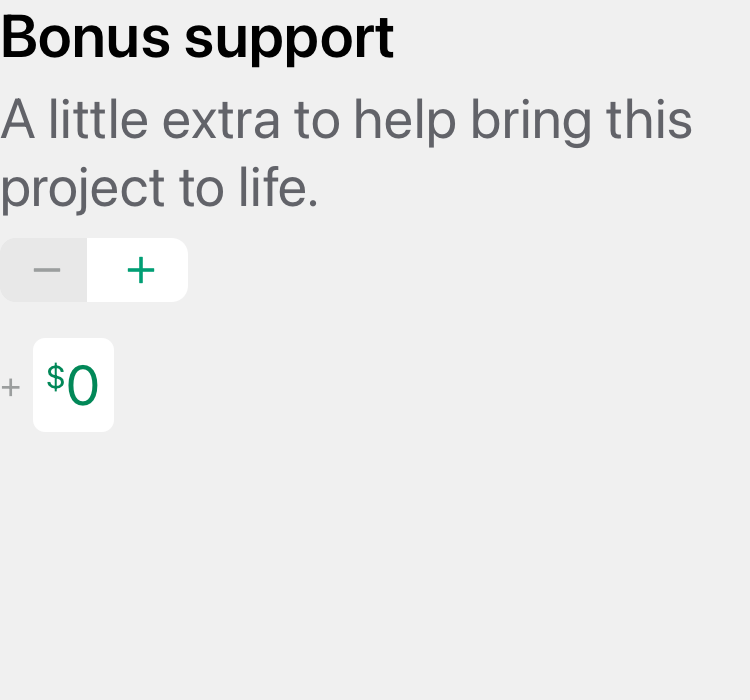 Bonus support
A little extra to help bring this
project to life.
− +
+ $0